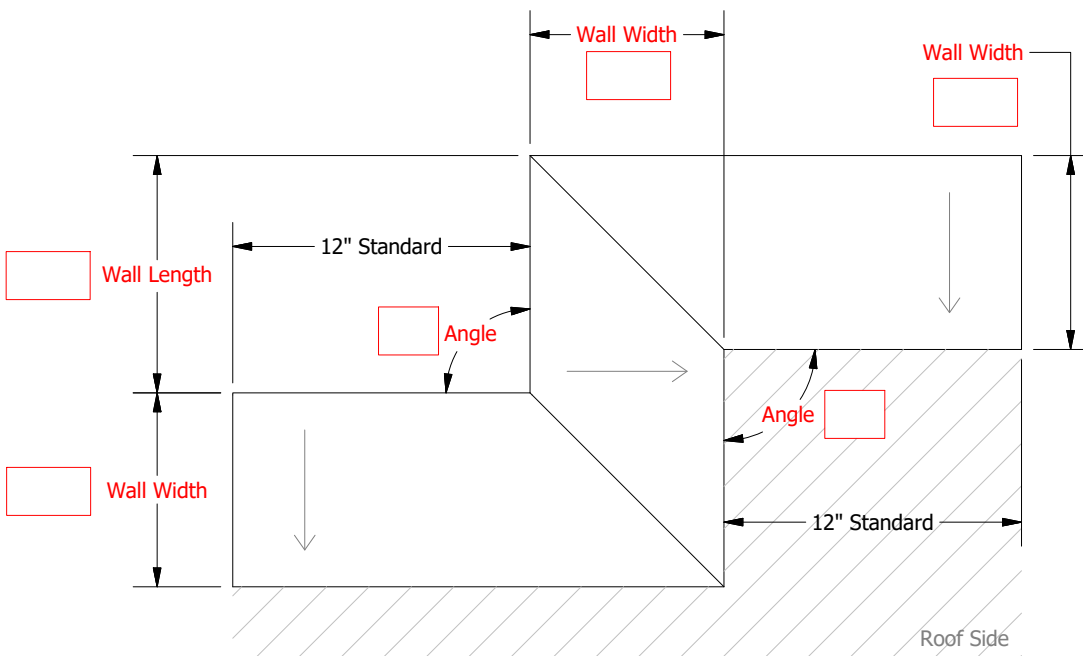 Wall Width
Wall Width
12" Standard
Wall Length
Angle
Angle
Wall Width
12" Standard
Roof Side